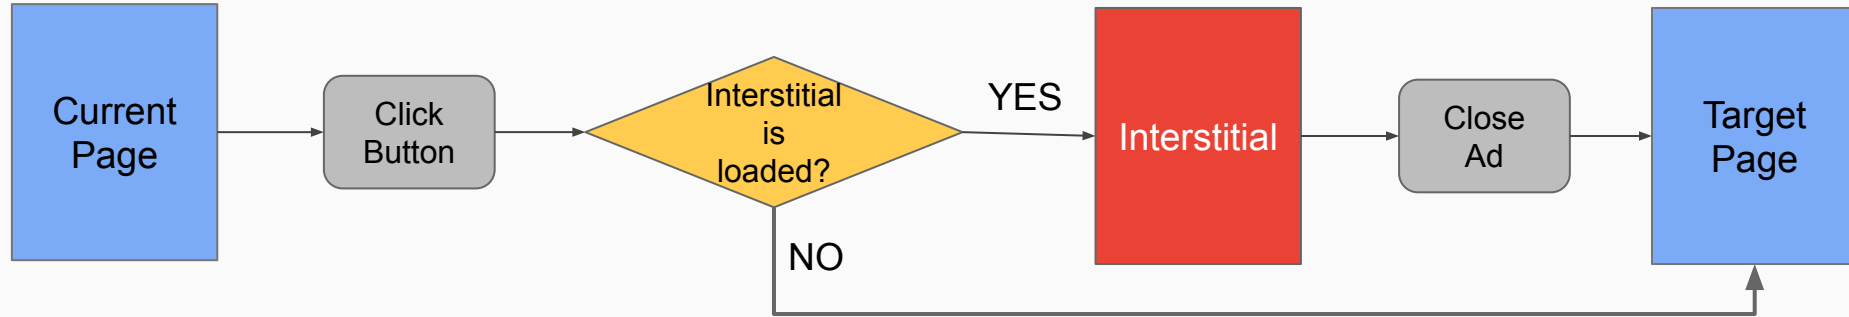 Current
Page
Click
Button
Interstitial
is
loaded?
YES
NO
Interstitial
Close
Ad
Target
Page